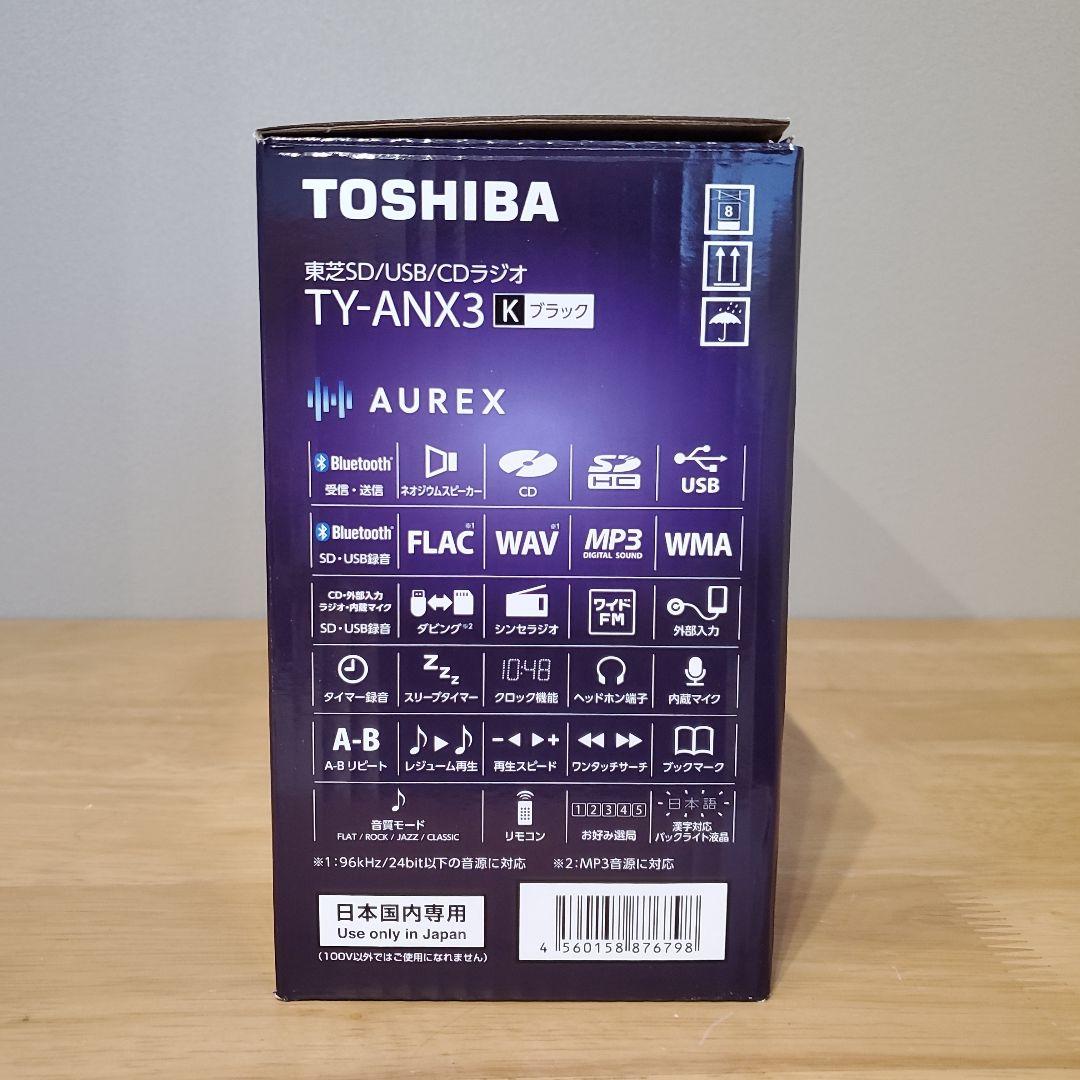 TOSHIBA
8
東芝SD/USB/CDラジオ
TY-ANX3 K ブラック
AUREX
Bluetooth
受信・送信
ネオジウムスピーカー
CD
SDHC
USB
Bluetooth
SD・USB録音
FLAC※1
WAV※1
MP3
DIGITAL SOUND
WMA
CD・外部入力
ラジオ・内蔵マイク
SD・USB録音
ダビング※2
シンセラジオ
ワイド
FM
外部入力
タイマー録音
ZZZ
スリープタイマー
10:48
クロック機能
ヘッドホン端子
内蔵マイク
A-B
A-Bリピート
レジューム再生
- +
再生スピード
ワンタッチサーチ
ブックマーク
音質モード
FLAT / ROCK / JAZZ / CLASSIC
リモコン
1 2 3 4 5
お好み選局
日本語
漢字対応
バックライト液晶
※1:96kHz/24bit以下の音源に対応 ※2:MP3音源に対応
日本国内専用
Use only in Japan
(100V以外ではご使用になれません)
4 560158 876798